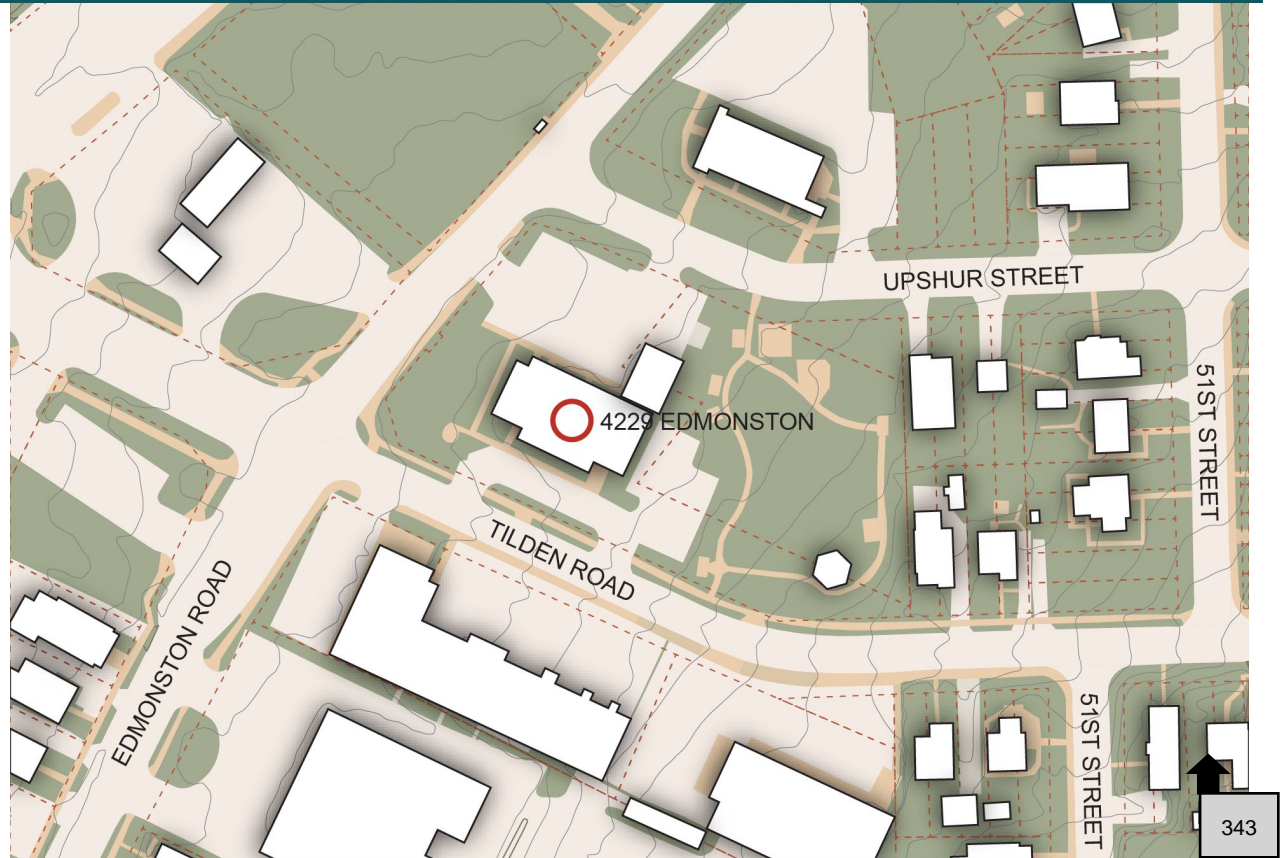 UPSHUR STREET
51ST STREET
4229 EDMONSTON
TILDEN ROAD
EDMONSTON ROAD
51ST STREET
343